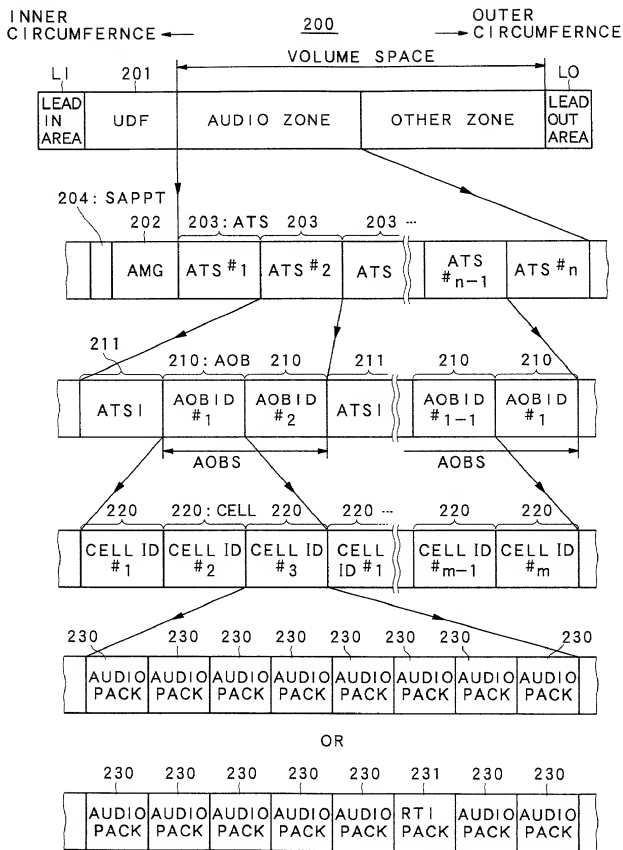 INNER CIRCUMFERNCE
200
OUTER CIRCUMFERNCE
VOLUME SPACE
LI
201
LO
LEAD IN AREA
UDF
AUDIO ZONE
OTHER ZONE
LEAD OUT AREA
204: SAPPT
202
203: ATS
203
203 ...
AMG
ATS #1
ATS #2
ATS
ATS #n-1
ATS #n
211
210: AOB
210
211
210
210
ATSI
AOBID #1
AOBID #2
ATSI
AOBID #1-1
AOBID #1
AOBS
AOBS
220
220: CELL
220
220 ...
220
220
CELL ID #1
CELL ID #2
CELL ID #3
CELL ID #1
CELL ID #m-1
CELL ID #m
230
230
230
230
230
230
230
230
AUDIO PACK
AUDIO PACK
AUDIO PACK
AUDIO PACK
AUDIO PACK
AUDIO PACK
AUDIO PACK
AUDIO PACK
OR
230
230
230
230
230
231
230
230
AUDIO PACK
AUDIO PACK
AUDIO PACK
AUDIO PACK
AUDIO PACK
RTI PACK
AUDIO PACK
AUDIO PACK